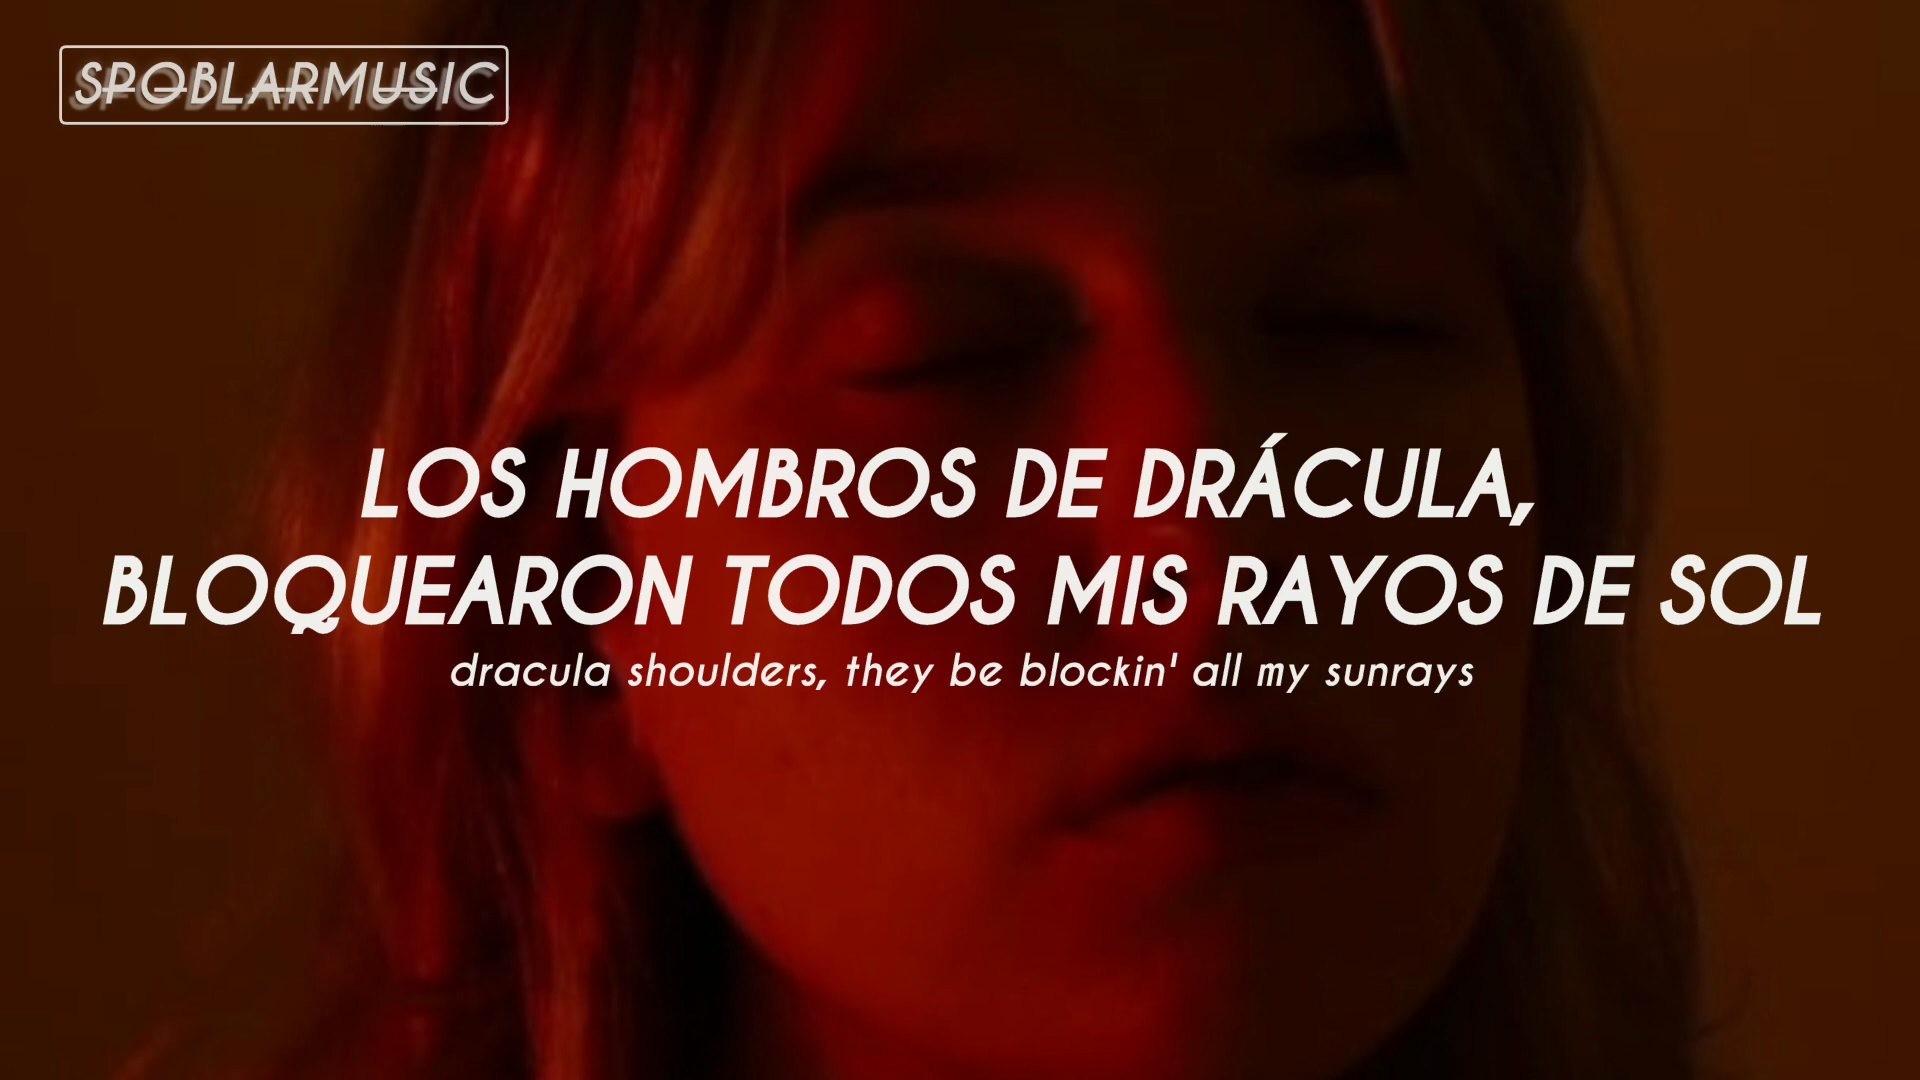 SPOBLARMUSIC
LOS HOMBROS DE DRÁCULA,
BLOQUEARON TODOS MIS RAYOS DE SOL
dracula shoulders, they be blockin' all my sunrays